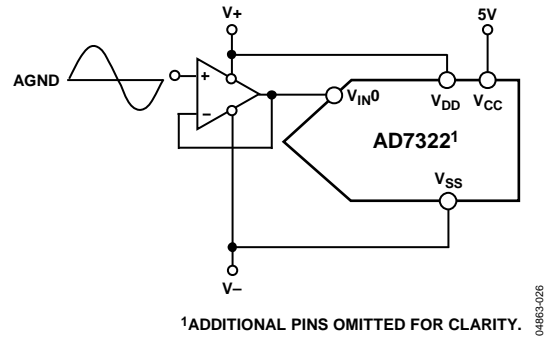 V+
5V
AGND
+
–
VIN0
VDD
VCC
AD7322¹
VSS
V–
¹ADDITIONAL PINS OMITTED FOR CLARITY.
04863-026